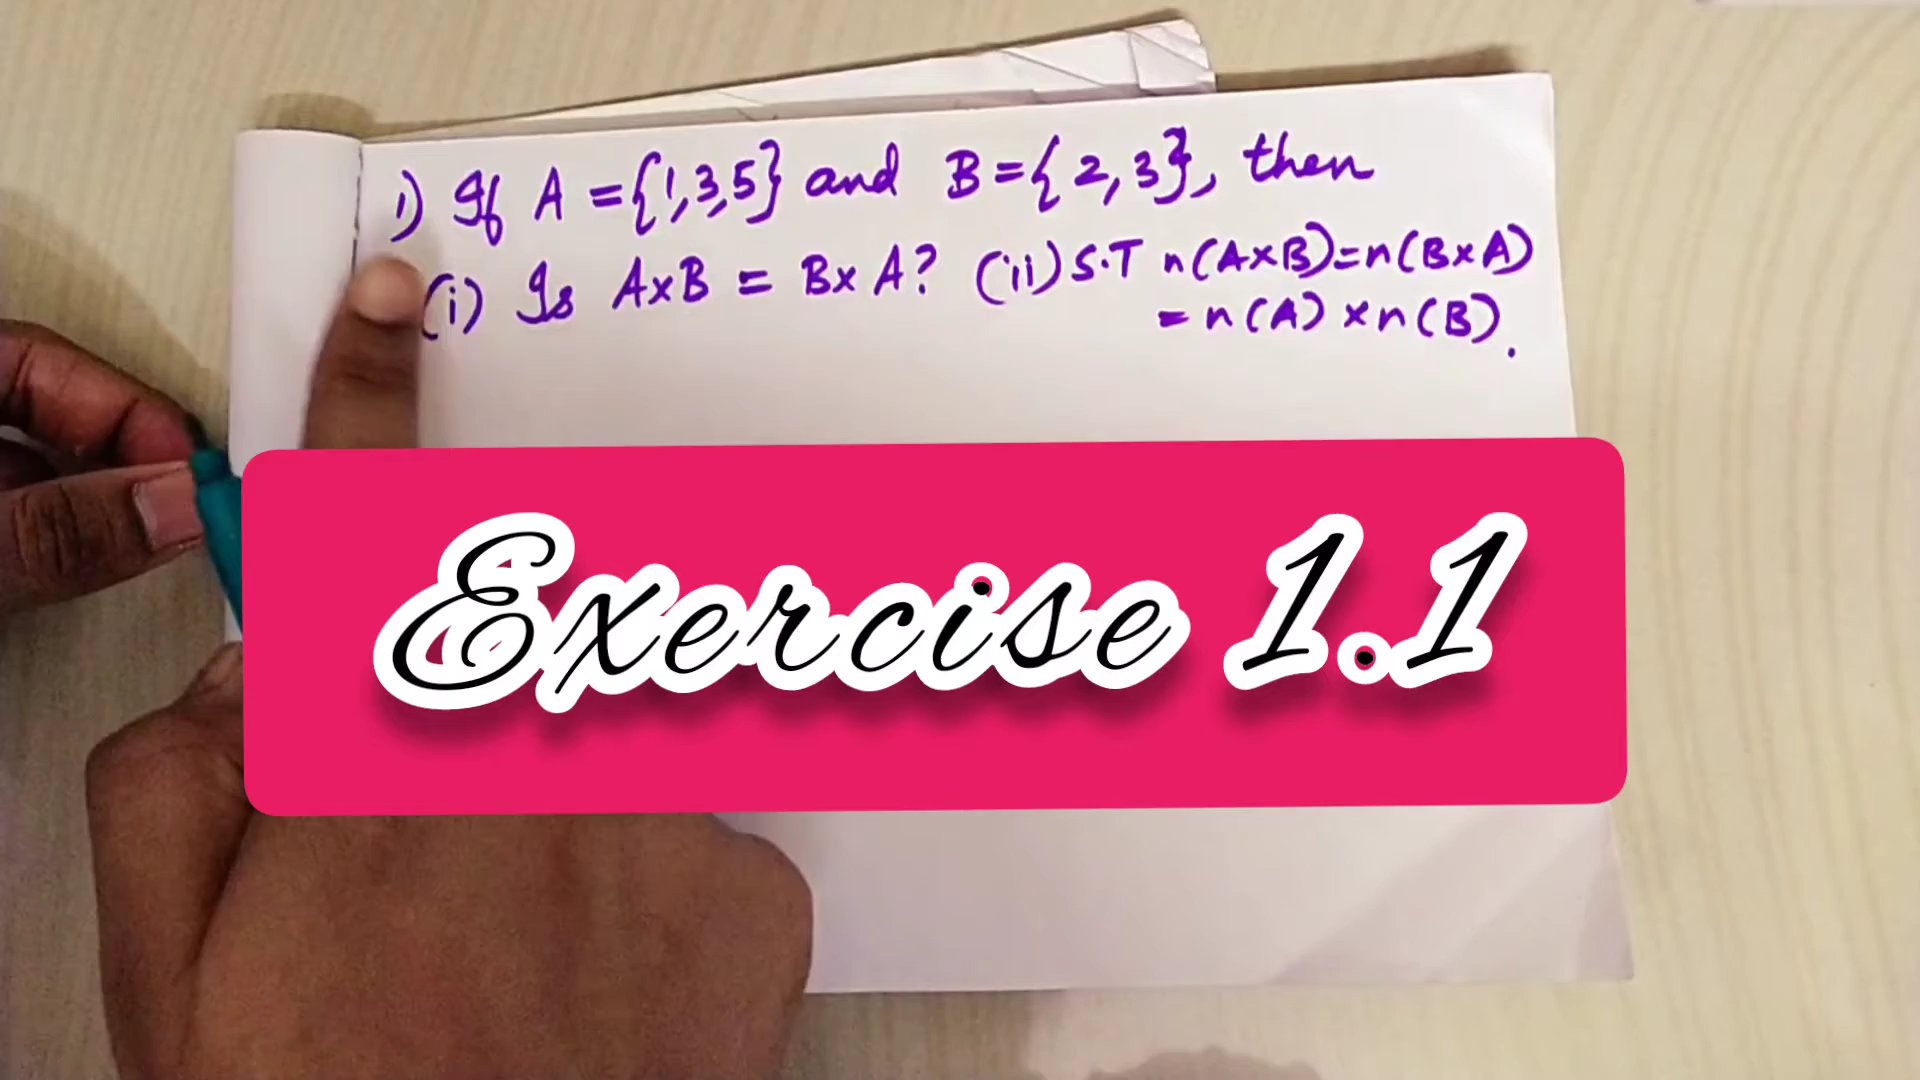 1) If A = {1,3,5} and B = {2,3}, then
(i) Is A×B = B×A? (ii) S.T n(A×B)=n(B×A)
= n(A) × n(B).
Exercise 1.1